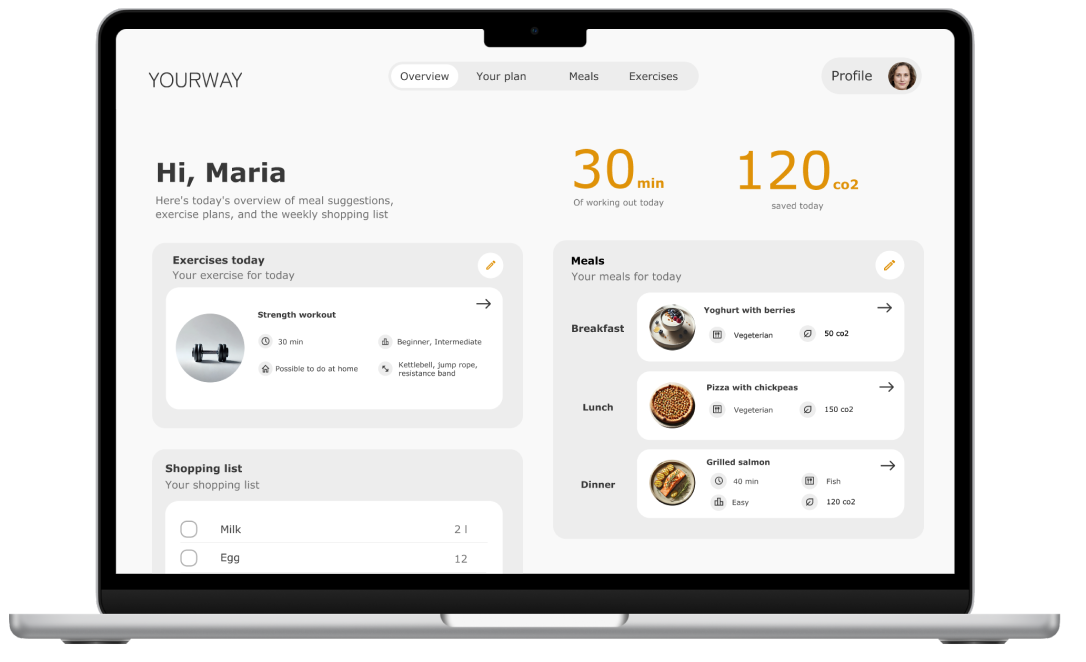 YOURWAY
Overview
Your plan
Meals
Exercises
Profile
Hi, Maria
Here's today's overview of meal suggestions,
exercise plans, and the weekly shopping list
30 min
Of working out today
120 co2
saved today
Exercises today
Your exercise for today
Strength workout
30 min
Beginner, Intermediate
Possible to do at home
Kettlebell, jump rope,
resistance band
Shopping list
Your shopping list
Milk 2 l
Egg 12
Meals
Your meals for today
Breakfast
Yoghurt with berries
Vegeterian
50 co2
Lunch
Pizza with chickpeas
Vegeterian
150 co2
Dinner
Grilled salmon
40 min
Fish
Easy
120 co2